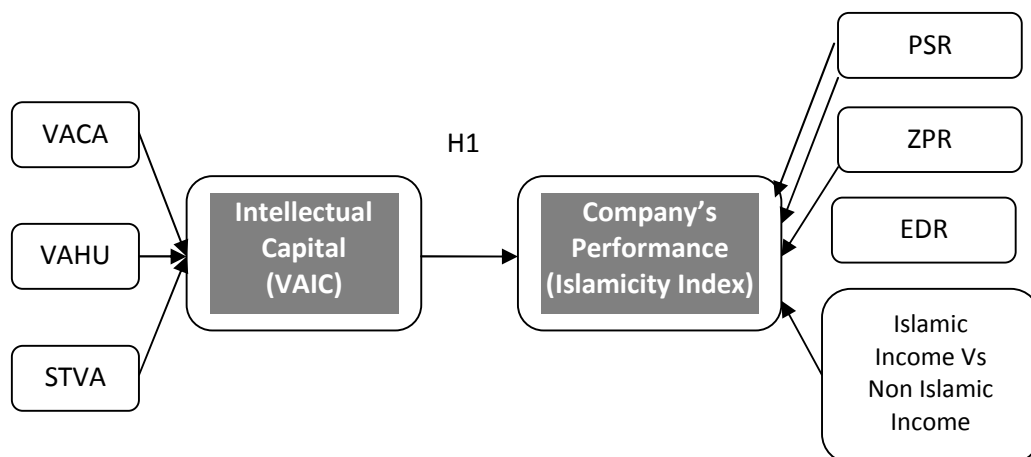 PSR
VACA
H1
ZPR
Intellectual
Capital
(VAIC)
Company’s
Performance
(Islamicity Index)
VAHU
EDR
STVA
Islamic
Income Vs
Non Islamic
Income